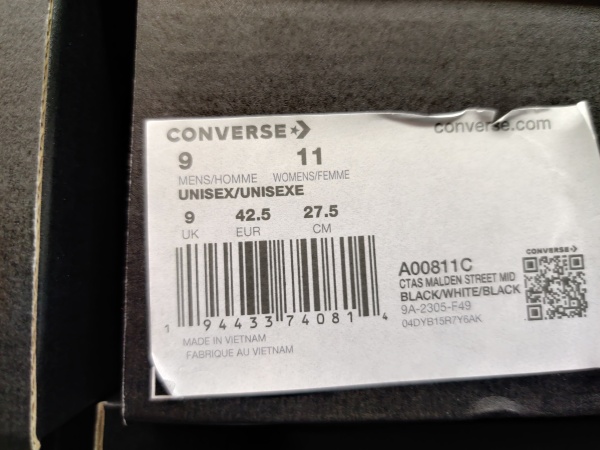 CONVERSE
converse.com
9 11
MENS/HOMME WOMENS/FEMME
UNISEX/UNISEXE
9 42.5 27.5
UK EUR CM
1 94433 74081 4
MADE IN VIETNAM
FABRIQUE AU VIETNAM
A00811C
CTAS MALDEN STREET MID
BLACK/WHITE/BLACK
9A-2305-F49
04DYB15R7Y6AK
CONVERSE